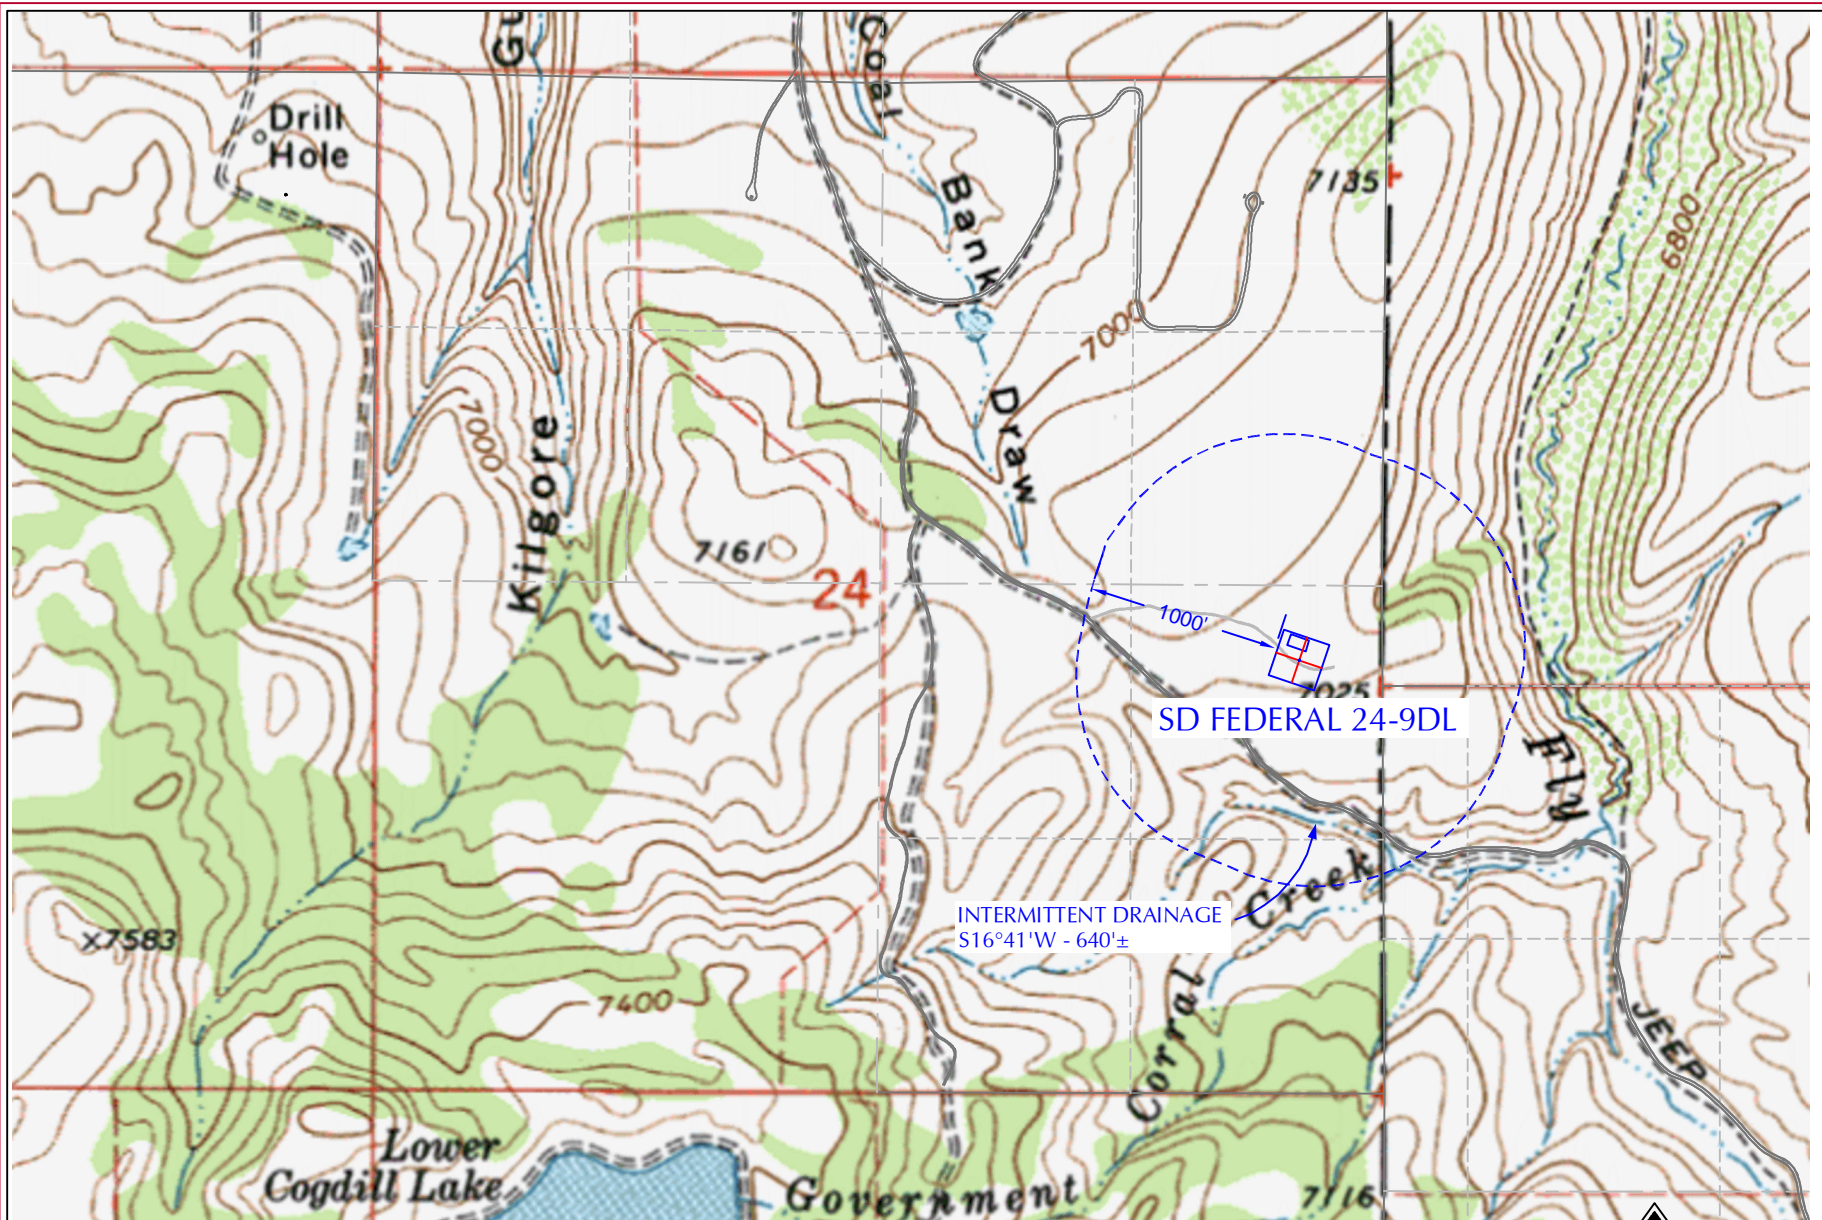 Gu
Coal
Drill
Hole
7135
Bank
6800
7000
Draw
7000
Kilgore
7161
24
1000'
7025
SD FEDERAL 24-9DL
Fly
Creek
INTERMITTENT DRAINAGE
S16°41'W - 640'±
x7583
7400
Corral
JEEP
Lower
Cogdill Lake
Government
7116